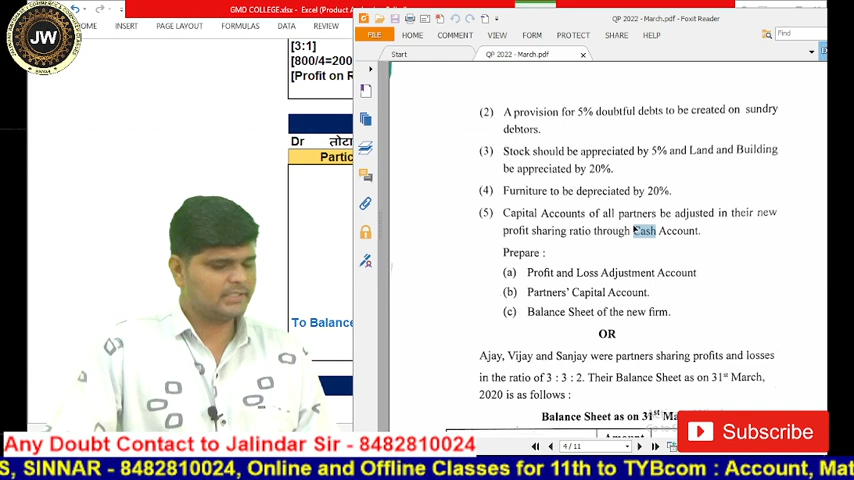 GMD COLLEGE.xlsx - Excel (Product A
INSERT PAGE LAYOUT FORMULAS DATA REVIEW
JW
[3:1]
[800/4=200
[Profit on R
Dr तोटा
Partic
To Balance
QP 2022 - March.pdf - Foxit Reader
FILE HOME COMMENT VIEW FORM PROTECT SHARE HELP
Find
Start QP 2022 - March.pdf
(2) A provision for 5% doubtful debts to be created on sundry
debtors.
(3) Stock should be appreciated by 5% and Land and Building
be appreciated by 20%.
(4) Furniture to be depreciated by 20%.
(5) Capital Accounts of all partners be adjusted in their new
profit sharing ratio through Cash Account.
Prepare :
(a) Profit and Loss Adjustment Account
(b) Partners' Capital Account.
(c) Balance Sheet of the new firm.
OR
Ajay, Vijay and Sanjay were partners sharing profits and losses
in the ratio of 3 : 3 : 2. Their Balance Sheet as on 31st March,
2020 is as follows :
Balance Sheet as on 31st Ma
Amount
4 / 11
Subscribe
Any Doubt Contact to Jalindar Sir - 8482810024
S, SINNAR - 8482810024, Online and Offline Classes for 11th to TYBcom : Account, Mat